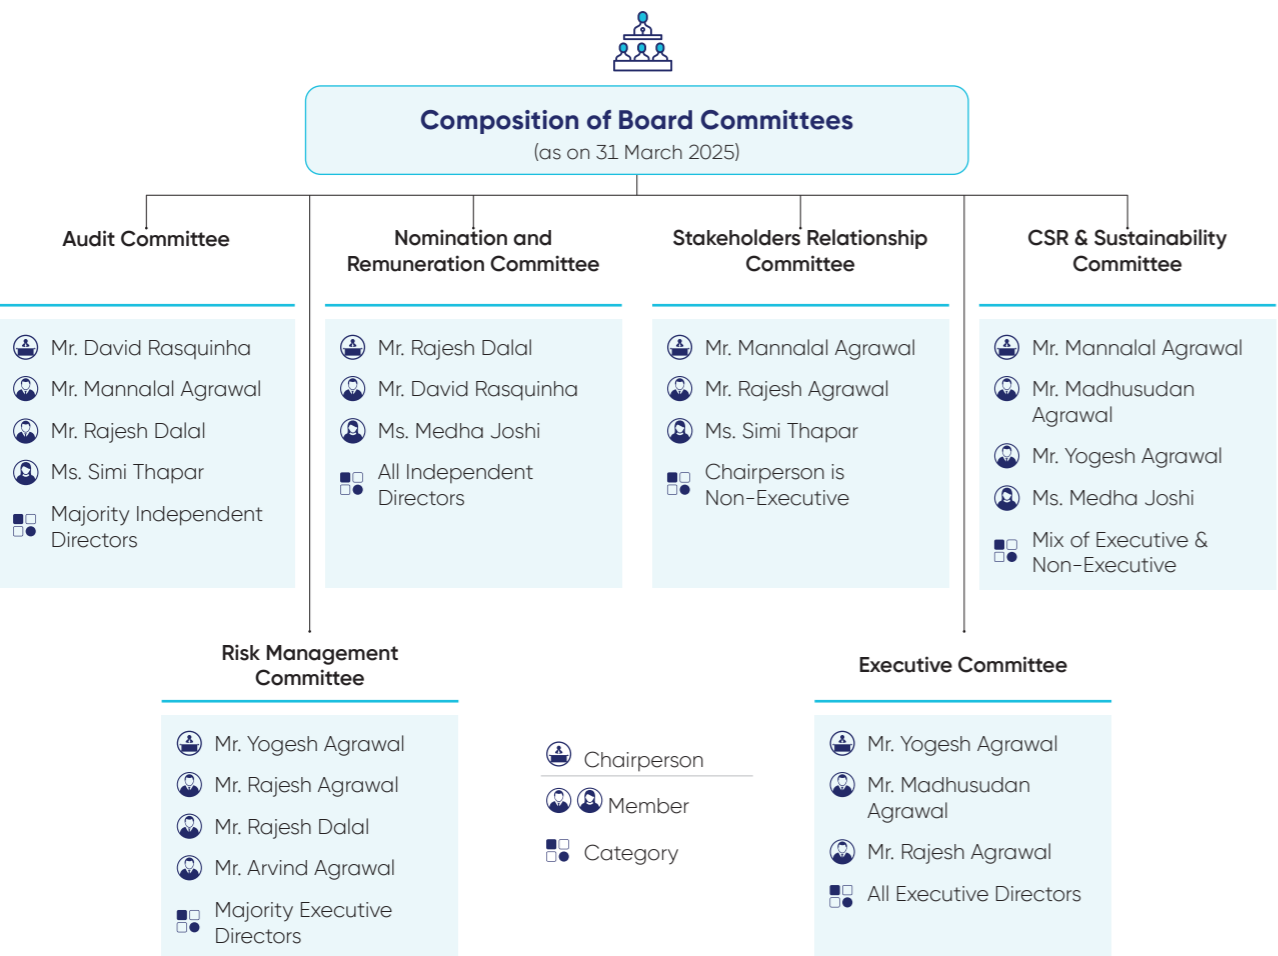 Composition of Board Committees
(as on 31 March 2025)
Audit Committee
Mr. David Rasquinha
Mr. Mannalal Agrawal
Mr. Rajesh Dalal
Ms. Simi Thapar
Majority Independent
Directors
Nomination and
Remuneration Committee
Mr. Rajesh Dalal
Mr. David Rasquinha
Ms. Medha Joshi
All Independent
Directors
Stakeholders Relationship
Committee
Mr. Mannalal Agrawal
Mr. Rajesh Agrawal
Ms. Simi Thapar
Chairperson is
Non-Executive
CSR & Sustainability
Committee
Mr. Mannalal Agrawal
Mr. Madhusudan
Agrawal
Mr. Yogesh Agrawal
Ms. Medha Joshi
Mix of Executive &
Non-Executive
Risk Management
Committee
Mr. Yogesh Agrawal
Mr. Rajesh Agrawal
Mr. Rajesh Dalal
Mr. Arvind Agrawal
Majority Executive
Directors
Chairperson
Member
Category
Executive Committee
Mr. Yogesh Agrawal
Mr. Madhusudan
Agrawal
Mr. Rajesh Agrawal
All Executive Directors